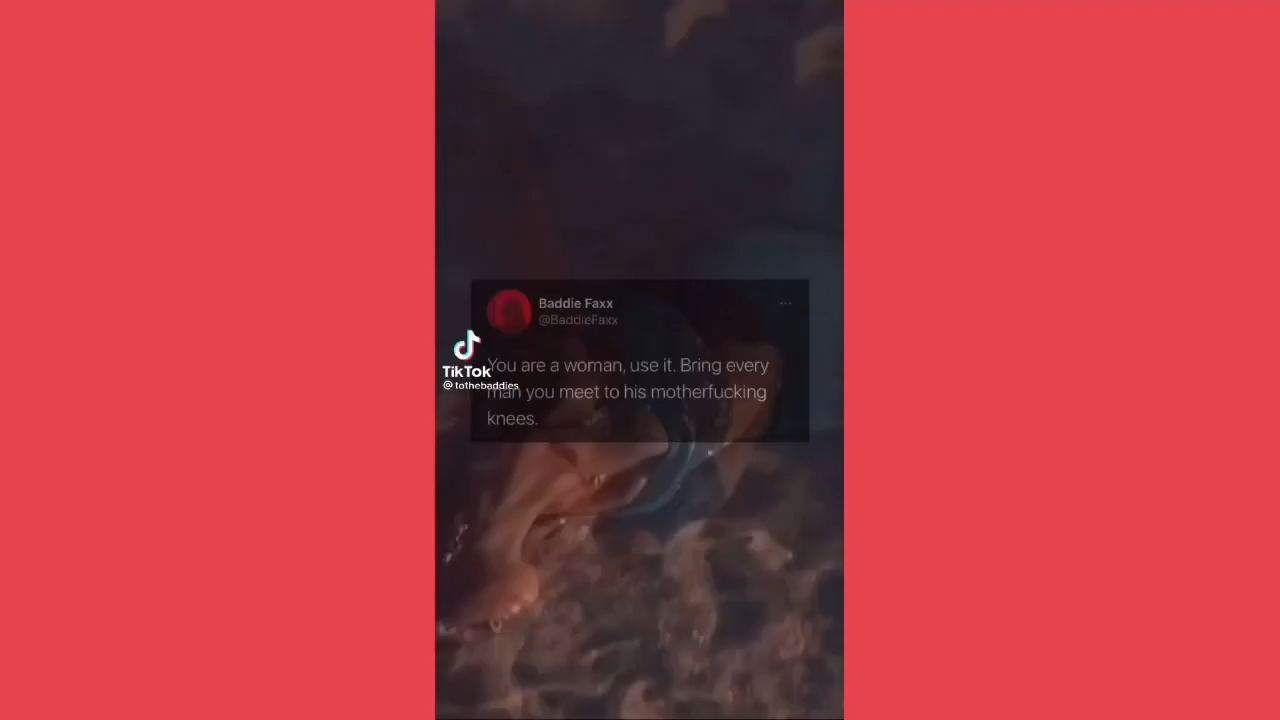 Baddie Faxx
@BaddieFaxx
You are a woman, use it. Bring every
man you meet to his motherfucking
knees.
TikTok
@tothebaddies